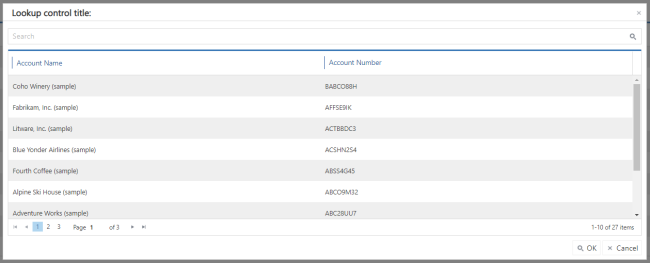 Lookup control title:
Search
Account Name Account Number
Coho Winery (sample) BABCO88H
Fabrikam, Inc. (sample) AFFSE9IK
Litware, Inc. (sample) ACTBBDC3
Blue Yonder Airlines (sample) ACSHN2S4
Fourth Coffee (sample) ABSS4G45
Alpine Ski House (sample) ABCO9M32
Adventure Works (sample) ABC28UU7
1 2 3 Page 1 of 3 1-10 of 27 items
OK Cancel